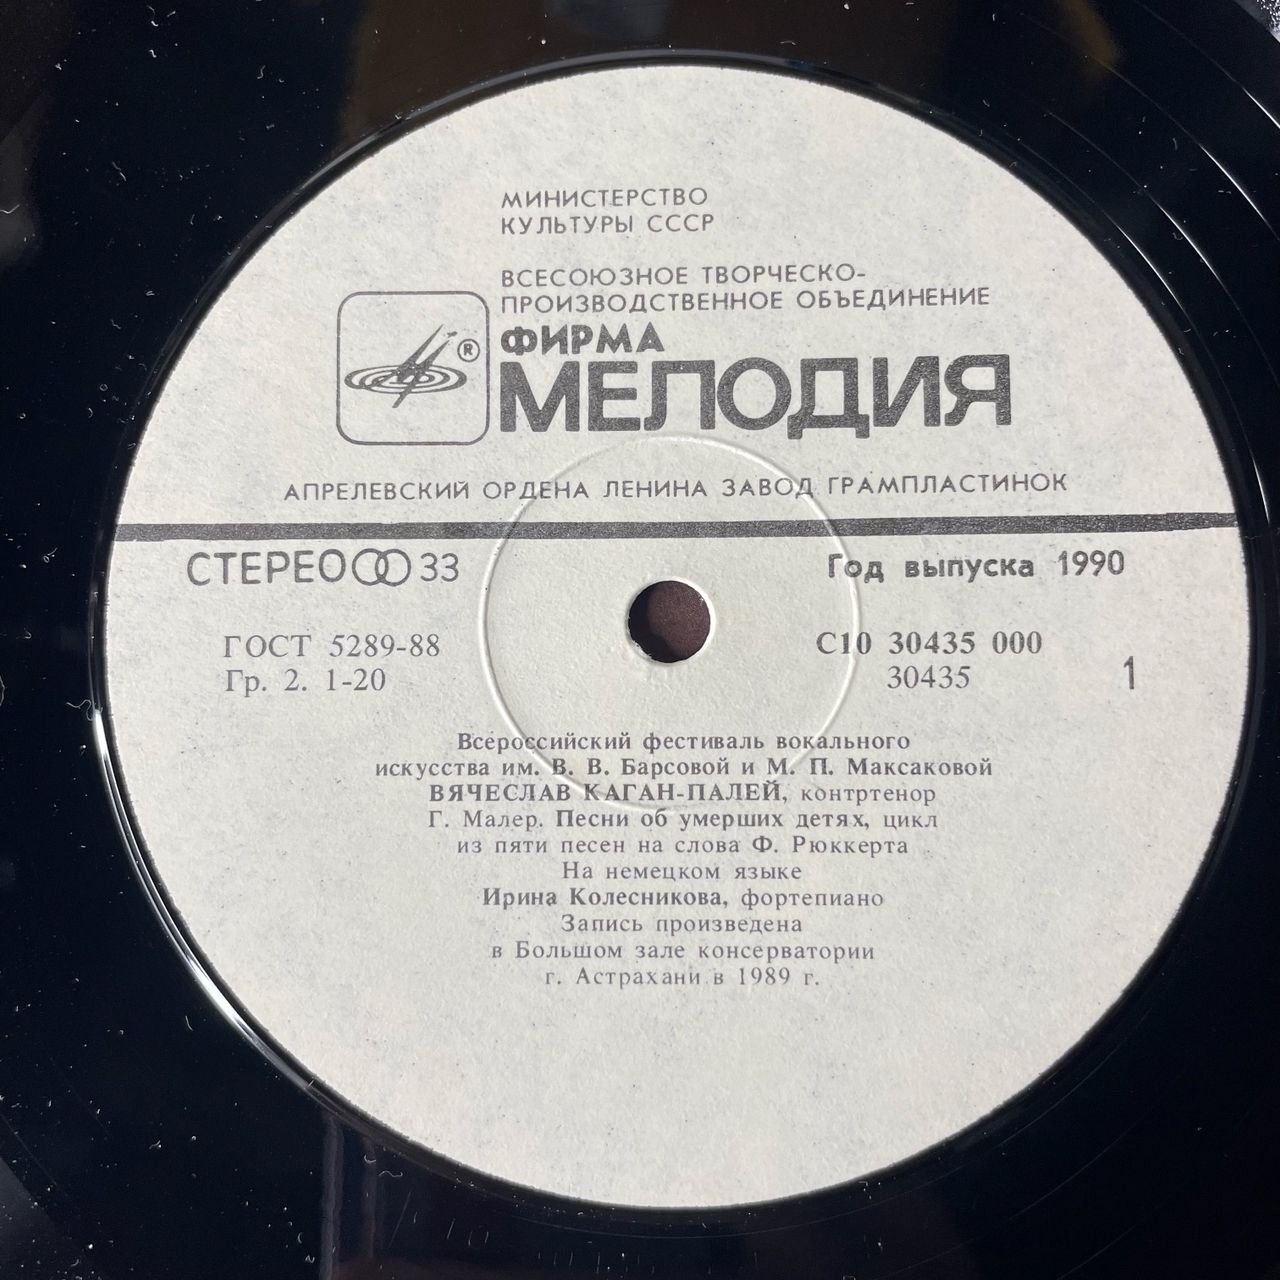 МИНИСТЕРСТВО
КУЛЬТУРЫ СССР
ВСЕСОЮЗНОЕ ТВОРЧЕСКО-
ПРОИЗВОДСТВЕННОЕ ОБЪЕДИНЕНИЕ
ФИРМА
®
МЕЛОДИЯ
АПРЕЛЕВСКИЙ ОРДЕНА ЛЕНИНА ЗАВОД ГРАМПЛАСТИНОК
СТЕРЕО 33
Год выпуска 1990
ГОСТ 5289-88
С10 30435 000
Гр. 2. 1-20
30435
1
Всероссийский фестиваль вокального
искусства им. В. В. Барсовой и М. П. Максаковой
ВЯЧЕСЛАВ КАГАН-ПАЛЕЙ, контртенор
Г. Малер. Песни об умерших детях, цикл
из пяти песен на слова Ф. Рюккерта
На немецком языке
Ирина Колесникова, фортепиано
Запись произведена
в Большом зале консерватории
г. Астрахани в 1989 г.